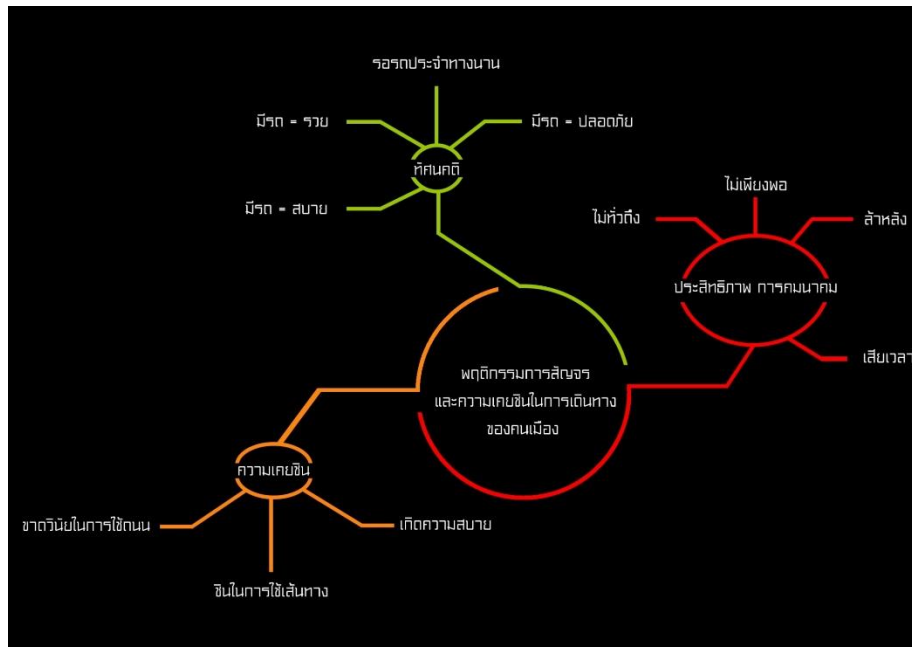 รอรถประจำทางนาน
มีรถ = รวย
มีรถ = ปลอดภัย
ทัศนคติ
มีรถ = สบาย
ไม่เพียงพอ
ไม่ทั่วถึง
ล้าหลัง
ประสิทธิภาพ การคมนาคม
เสียเวลา
พฤติกรรมการสัญจร
และความเคยชินในการเดินทาง
ของคนเมือง
ความเคยชิน
ขาดวินัยในการใช้ถนน
เกิดความสบาย
ชินในการใช้เส้นทาง